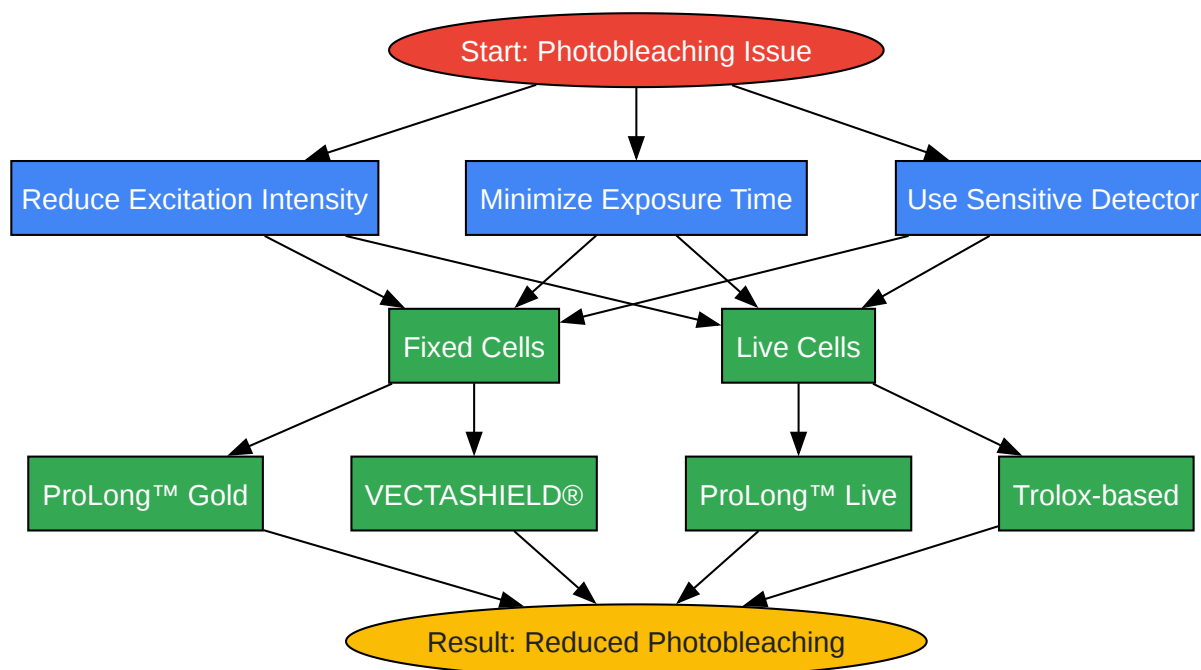 Start: Photobleaching Issue
Reduce Excitation Intensity
Minimize Exposure Time
Use Sensitive Detector
Fixed Cells
Live Cells
ProLong™ Gold
VECTASHIELD®
ProLong™ Live
Trolox-based
Result: Reduced Photobleaching